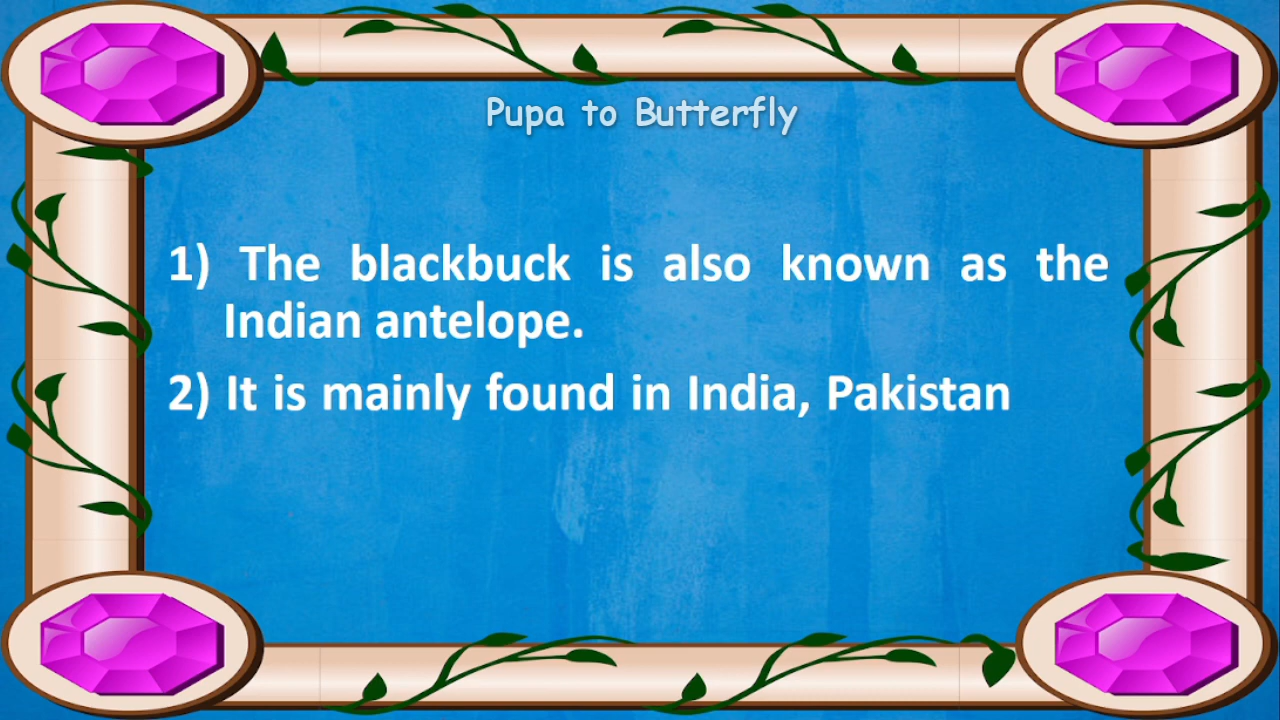 Pupa to Butterfly
1) The blackbuck is also known as the
Indian antelope.
2) It is mainly found in India, Pakistan